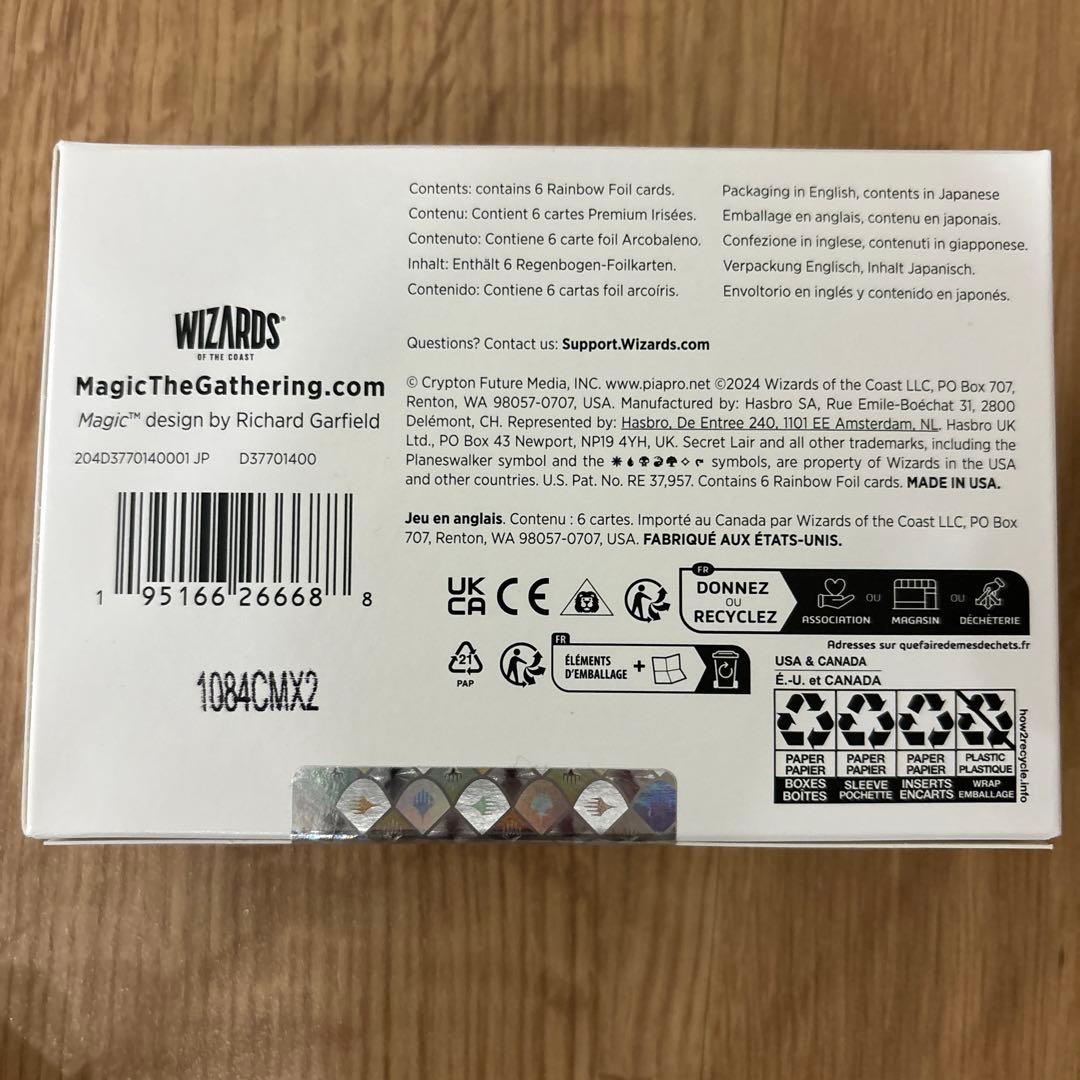 WIZARDS®
OF THE COAST
MagicTheGathering.com
Magic™ design by Richard Garfield
204D3770140001 JP D37701400
1 95166 26668 8
1084CMX2
Contents: contains 6 Rainbow Foil cards.
Contenu: Contient 6 cartes Premium Irisées.
Contenuto: Contiene 6 carte foil Arcobaleno.
Inhalt: Enthält 6 Regenbogen-Foilkarten.
Contenido: Contiene 6 cartas foil arcoíris.
Packaging in English, contents in Japanese
Emballage en anglais, contenu en japonais.
Confezione in inglese, contenuti in giapponese.
Verpackung Englisch, Inhalt Japanisch.
Envoltorio en inglés y contenido en japonés.
Questions? Contact us: Support.Wizards.com
© Crypton Future Media, INC. www.piapro.net ©2024 Wizards of the Coast LLC, PO Box 707,
Renton, WA 98057-0707, USA. Manufactured by: Hasbro SA, Rue Emile-Boéchat 31, 2800
Delémont, CH. Represented by: Hasbro, De Entree 240, 1101 EE Amsterdam, NL. Hasbro UK
Ltd., PO Box 43 Newport, NP19 4YH, UK. Secret Lair and all other trademarks, including the
Planeswalker symbol and the symbols, are property of Wizards in the USA
and other countries. U.S. Pat. No. RE 37,957. Contains 6 Rainbow Foil cards. MADE IN USA.
Jeu en anglais. Contenu : 6 cartes. Importé au Canada par Wizards of the Coast LLC, PO Box
707, Renton, WA 98057-0707, USA. FABRIQUÉ AUX ÉTATS-UNIS.
UK
CA
CE
FR
DONNEZ
OU
RECYCLEZ
ASSOCIATION
OU
MAGASIN
OU
DÉCHÈTERIE
Adresses sur quefairedemesdechets.fr
21
PAP
FR
ÉLÉMENTS
D'EMBALLAGE
+
USA & CANADA
É.-U. et CANADA
PAPER PAPER PAPER PLASTIC
PAPIER PAPIER PAPIER PLASTIQUE
BOXES SLEEVE INSERTS WRAP
BOÎTES POCHETTE ENCARTS EMBALLAGE
how2recycle.info